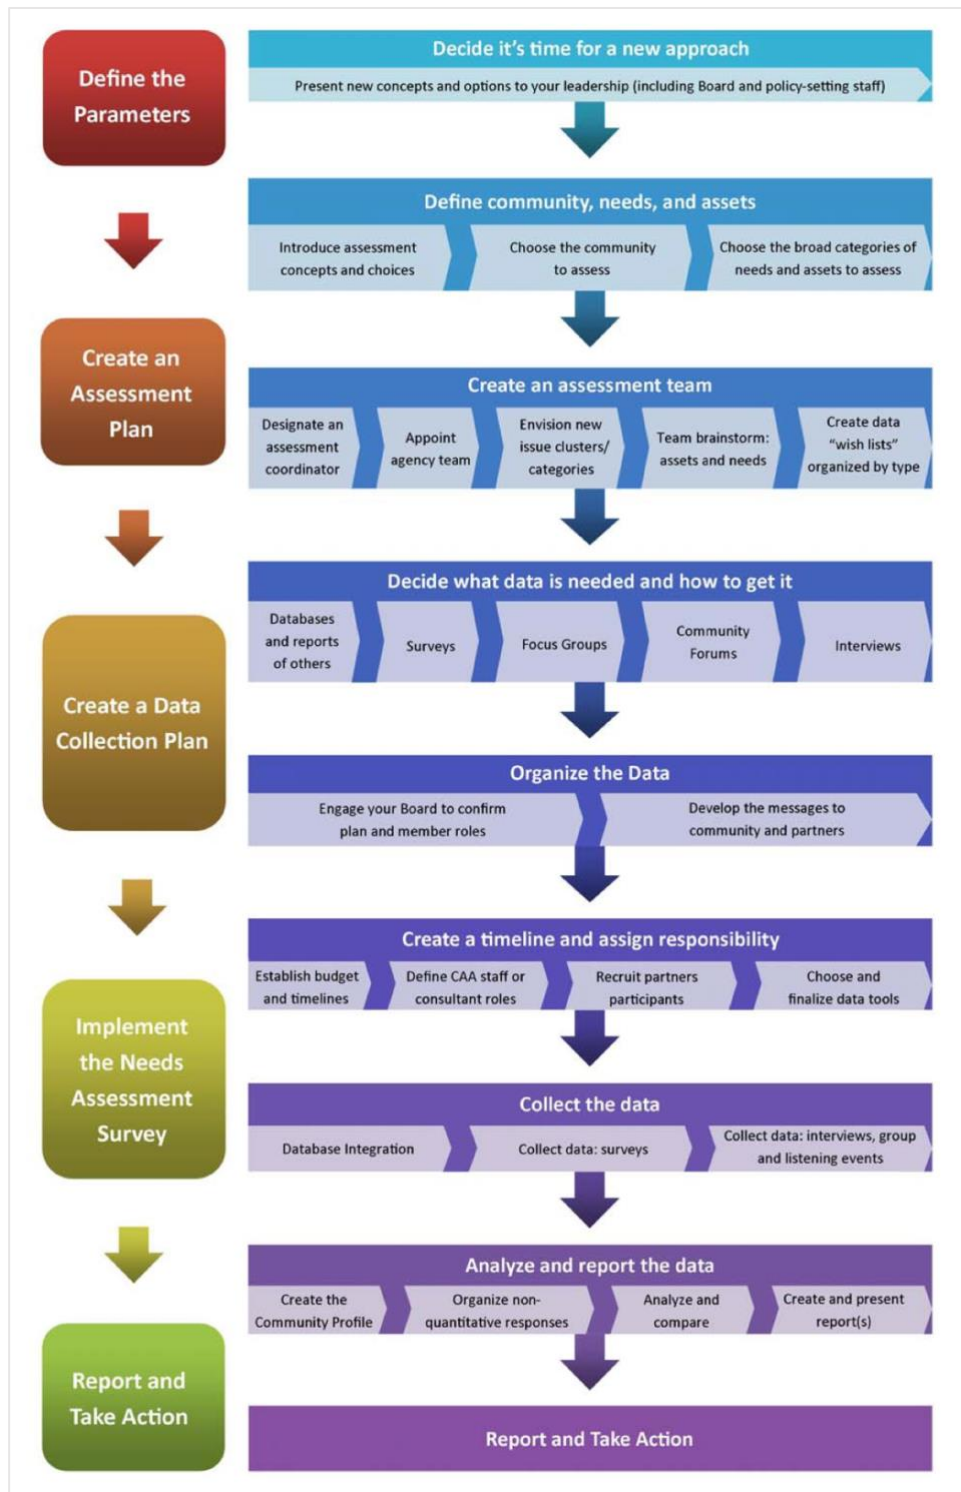 Define the
Parameters
Decide it's time for a new approach
Present new concepts and options to your leadership (including Board and policy-setting staff)
Define community, needs, and assets
Introduce assessment
concepts and choices
Choose the community
to assess
Choose the broad categories of
needs and assets to assess
Create an
Assessment
Plan
Create an assessment team
Designate an
assessment
coordinator
Appoint
agency team
Envision new
issue clusters/
categories
Team brainstorm:
assets and needs
Create data
“wish lists”
organized by type
Create a Data
Collection Plan
Decide what data is needed and how to get it
Databases
and reports
of others
Surveys
Focus Groups
Community
Forums
Interviews
Organize the Data
Engage your Board to confirm
plan and member roles
Develop the messages to
community and partners
Implement
the Needs
Assessment
Survey
Create a timeline and assign responsibility
Establish budget
and timelines
Define CAA staff or
consultant roles
Recruit partners
participants
Choose and
finalize data tools
Collect the data
Database Integration
Collect data: surveys
Collect data: interviews, group
and listening events
Analyze and report the data
Create the
Community Profile
Organize non-
quantitative responses
Analyze and
compare
Create and present
report(s)
Report and
Take Action
Report and Take Action